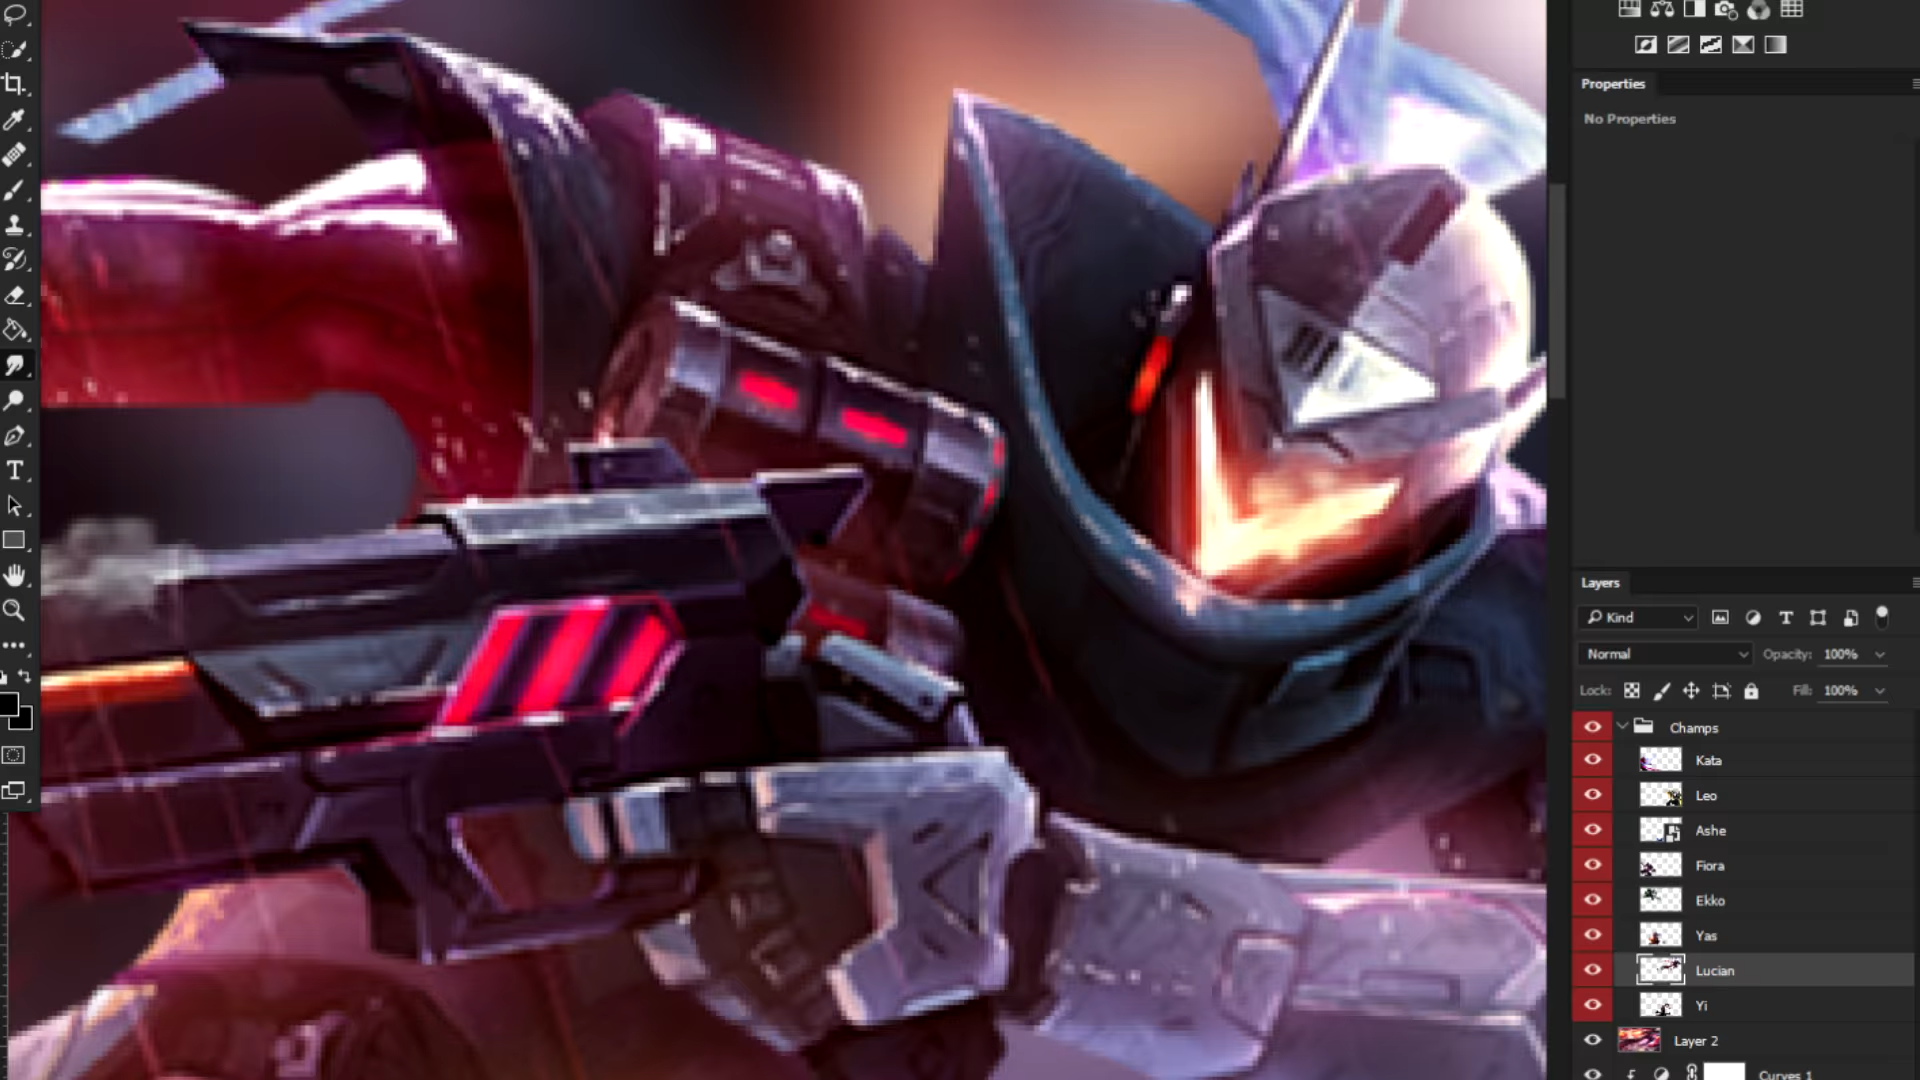 Properties
No Properties
Layers
Kind
Normal
Opacity: 100%
Lock:
Fill: 100%
Champs
Kata
Leo
Ashe
Fiora
Ekko
Yas
Lucian
Yi
Layer 2
Curves 1